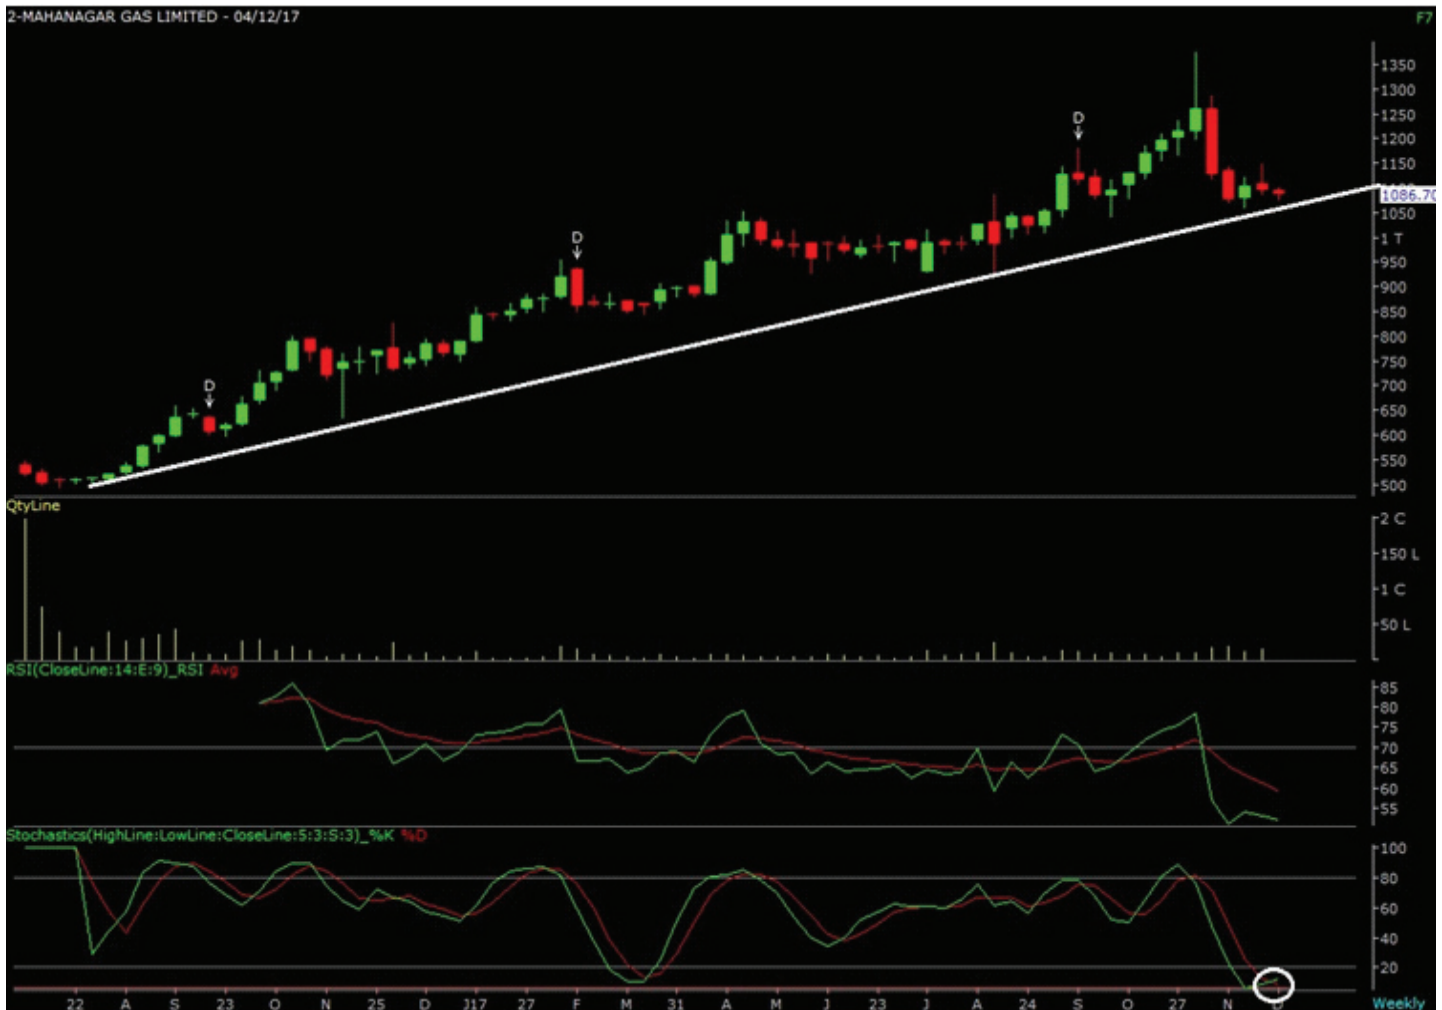 2-MAHANAGAR GAS LIMITED - 04/12/17
F7
1350
1300
D
1250
1200
1150
1086.70
1050
D
1 T
950
900
850
800
750
D
700
650
600
550
500
QtyLine
2 C
150 L
1 C
50 L
RSI(CloseLine:14:E:9)_RSI Avg
85
80
75
70
65
60
55
Stochastics(HighLine:LowLine:CloseLine:5:3:S:3)_%K %D
100
80
60
40
20
22 A S 23 O N 25 D J17 27 F M 31 A M J 23 J A 24 S O 27 N D
Weekly